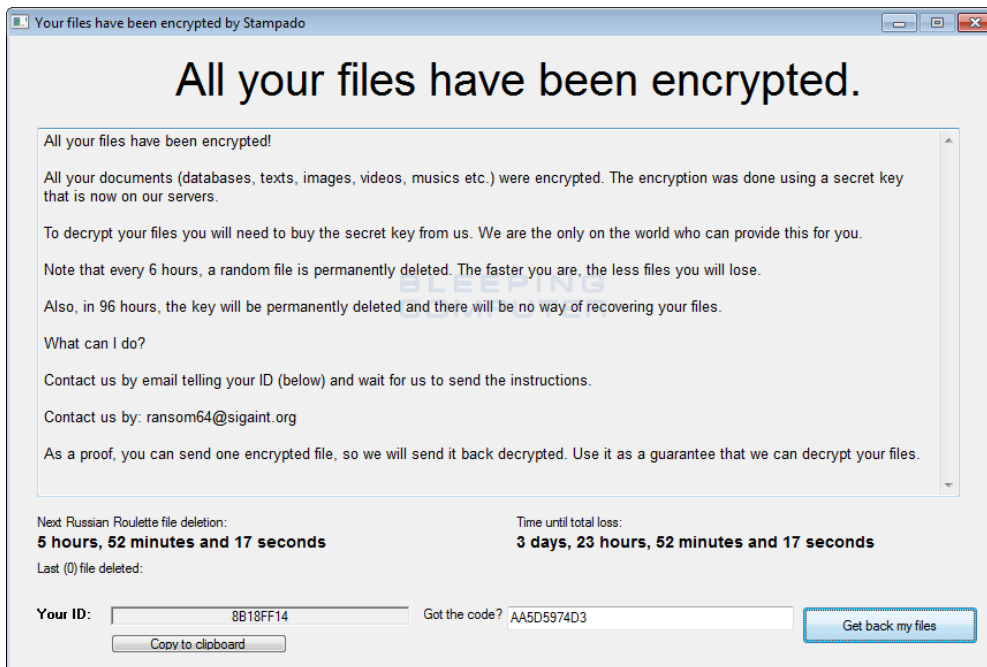 Your files have been encrypted by Stampado
All your files have been encrypted.
All your files have been encrypted!
All your documents (databases, texts, images, videos, musics etc.) were encrypted. The encryption was done using a secret key
that is now on our servers.
To decrypt your files you will need to buy the secret key from us. We are the only on the world who can provide this for you.
Note that every 6 hours, a random file is permanently deleted. The faster you are, the less files you will lose.
BLEEPING
COMPUTER
Also, in 96 hours, the key will be permanently deleted and there will be no way of recovering your files.
What can I do?
Contact us by email telling your ID (below) and wait for us to send the instructions.
Contact us by: ransom64@sigaint.org
As a proof, you can send one encrypted file, so we will send it back decrypted. Use it as a guarantee that we can decrypt your files.
Next Russian Roulette file deletion:
5 hours, 52 minutes and 17 seconds
Last (0) file deleted:
Time until total loss:
3 days, 23 hours, 52 minutes and 17 seconds
Your ID: 8B18FF14
Copy to clipboard
Got the code? AA5D5974D3
Get back my files